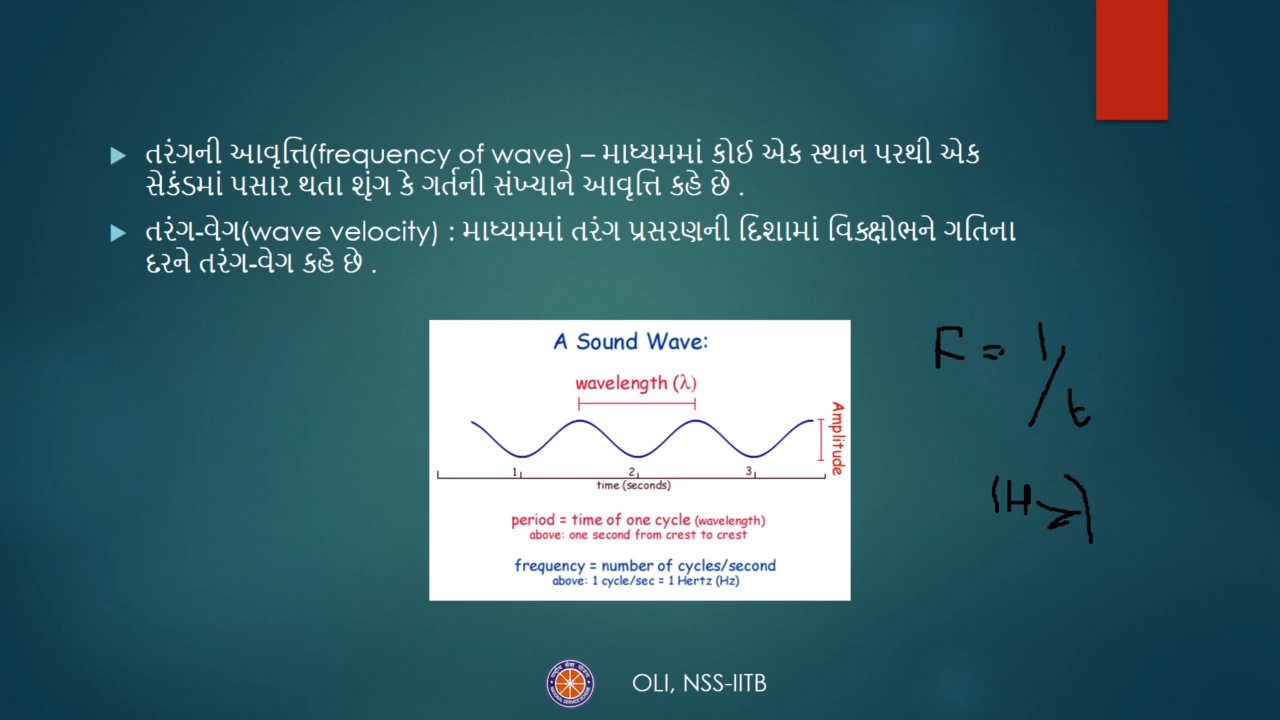 તરંગની આવૃત્તિ(frequency of wave) – માધ્યમમાં કોઈ એક સ્થાન પરથી એક
સેકંડમાં પસાર થતા શૃંગ કે ગર્તની સંખ્યાને આવૃત્તિ કહે છે .
તરંગ-વેગ(wave velocity) : માધ્યમમાં તરંગ પ્રસરણની દિશામાં વિક્ક્ષોભને ગતિના
દરને તરંગ-વેગ કહે છે .
A Sound Wave:
wavelength (λ)
Amplitude
1 2 3
time (seconds)
period = time of one cycle (wavelength)
above: one second from crest to crest
frequency = number of cycles/second
above: 1 cycle/sec = 1 Hertz (Hz)
F = 1/t
(Hz)
OLI, NSS-IITB